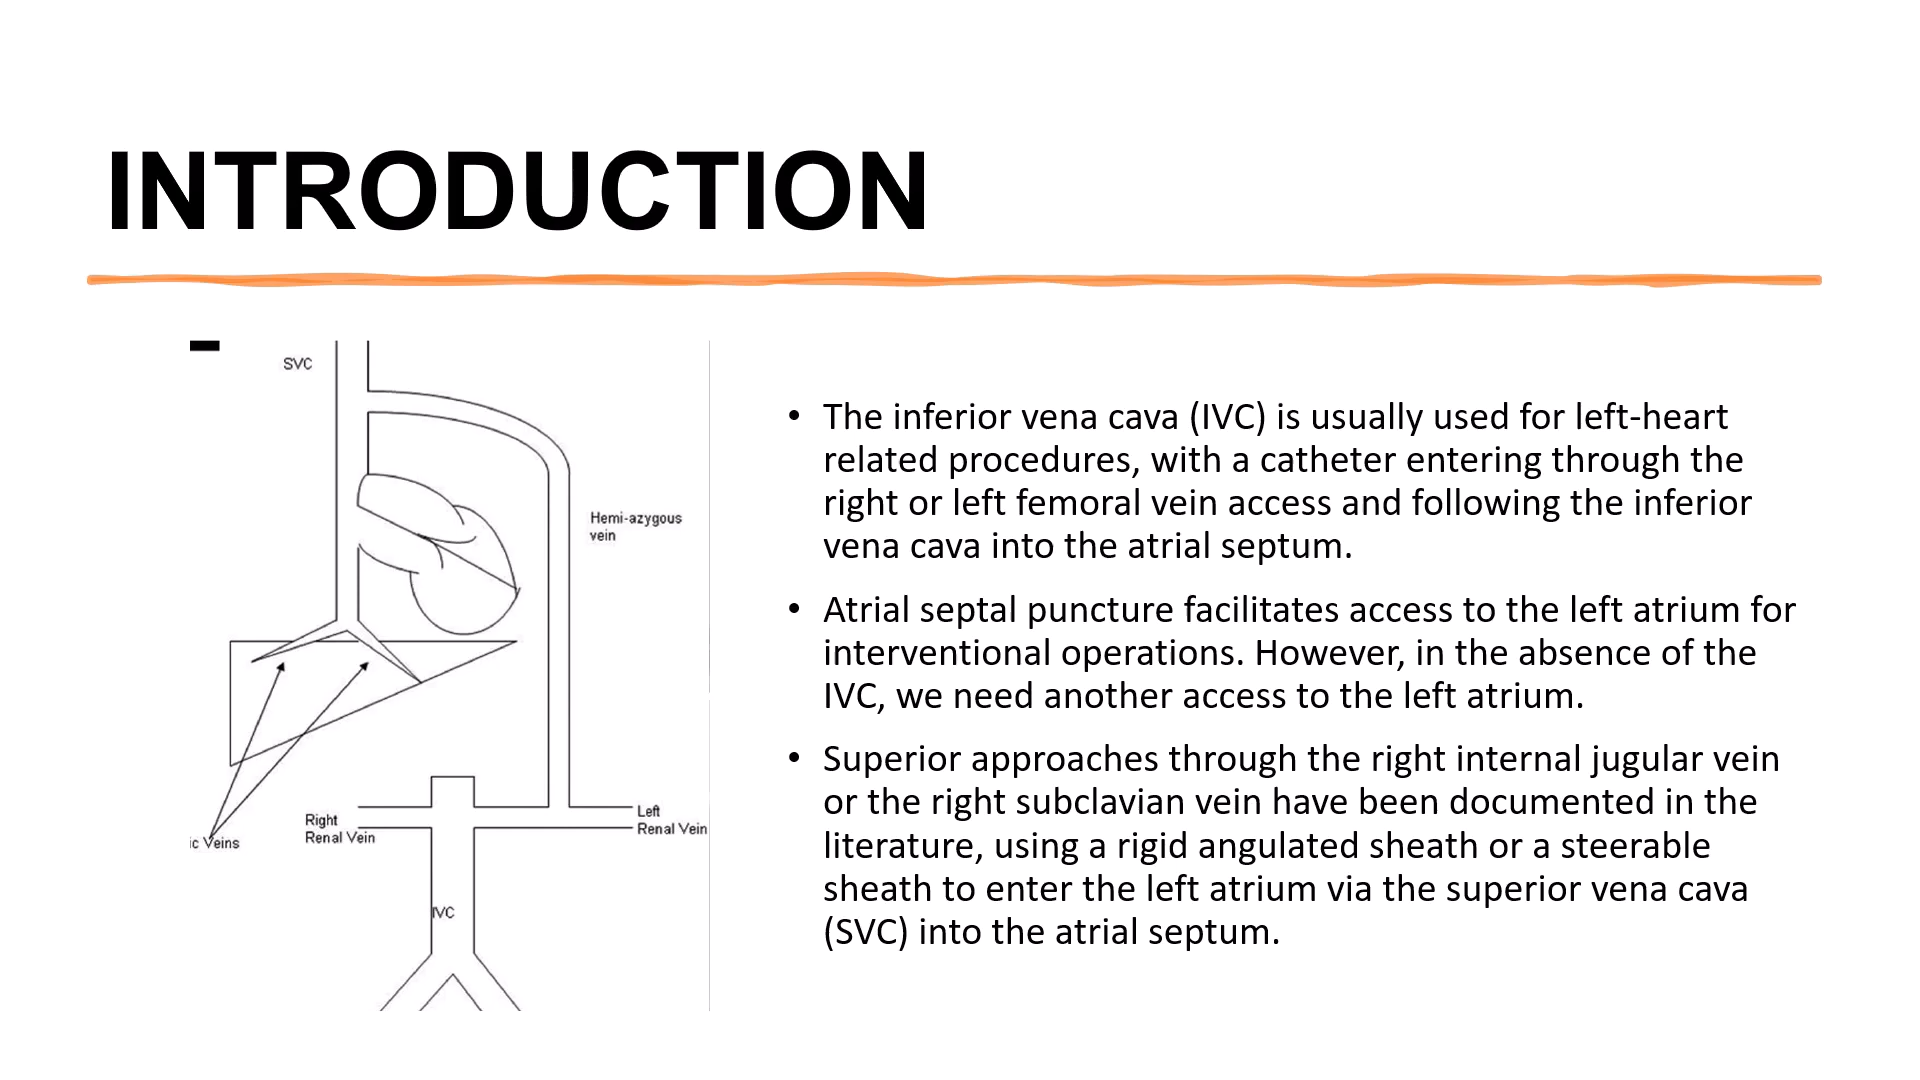 INTRODUCTION
SVC
Hemi-azygous
vein
Right
Renal Vein
Left
Renal Vein
ic Veins
IVC
• The inferior vena cava (IVC) is usually used for left-heart
related procedures, with a catheter entering through the
right or left femoral vein access and following the inferior
vena cava into the atrial septum.
• Atrial septal puncture facilitates access to the left atrium for
interventional operations. However, in the absence of the
IVC, we need another access to the left atrium.
• Superior approaches through the right internal jugular vein
or the right subclavian vein have been documented in the
literature, using a rigid angulated sheath or a steerable
sheath to enter the left atrium via the superior vena cava
(SVC) into the atrial septum.